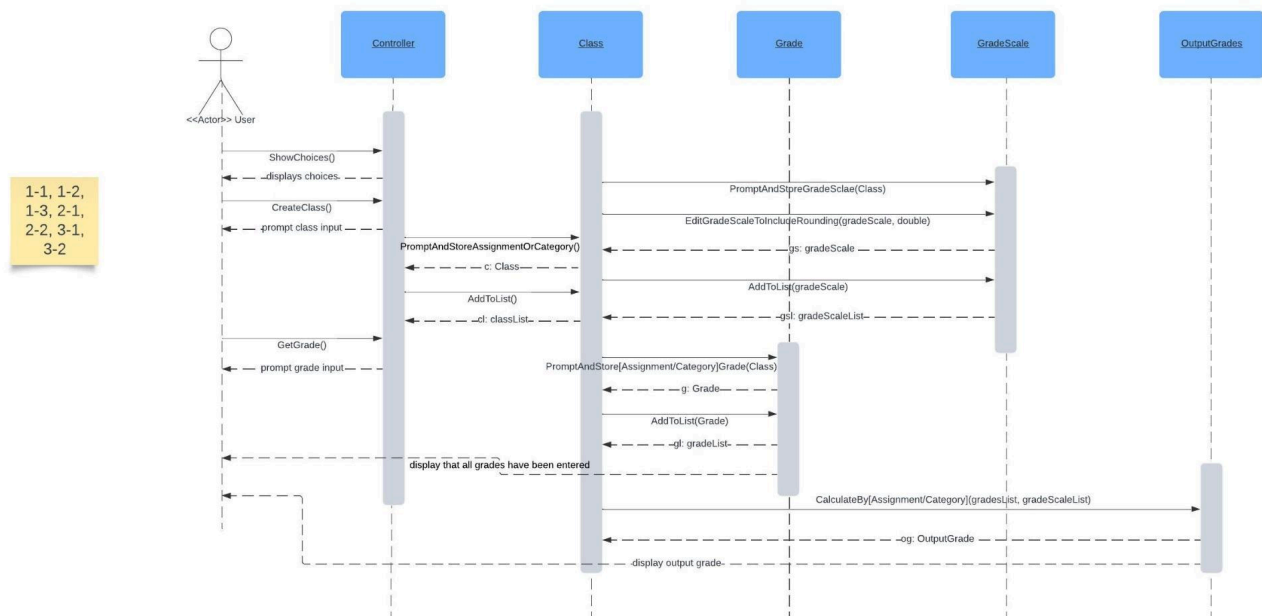 Controller
Class
Grade
GradeScale
OutputGrades
<<Actor>> User
ShowChoices()
displays choices
1-1, 1-2,
1-3, 2-1,
2-2, 3-1,
3-2
PromptAndStoreGradeSclae(Class)
CreateClass()
EditGradeScaleToIncludeRounding(gradeScale, double)
prompt class input
PromptAndStoreAssignmentOrCategory()
gs: gradeScale
c: Class
AddToList(gradeScale)
AddToList()
gsl: gradeScaleList
cl: classList
GetGrade()
PromptAndStore[Assignment/Category]Grade(Class)
prompt grade input
g: Grade
AddToList(Grade)
gl: gradeList
display that all grades have been entered
CalculateBy[Assignment/Category](gradesList, gradeScaleList)
og: OutputGrade
display output grade